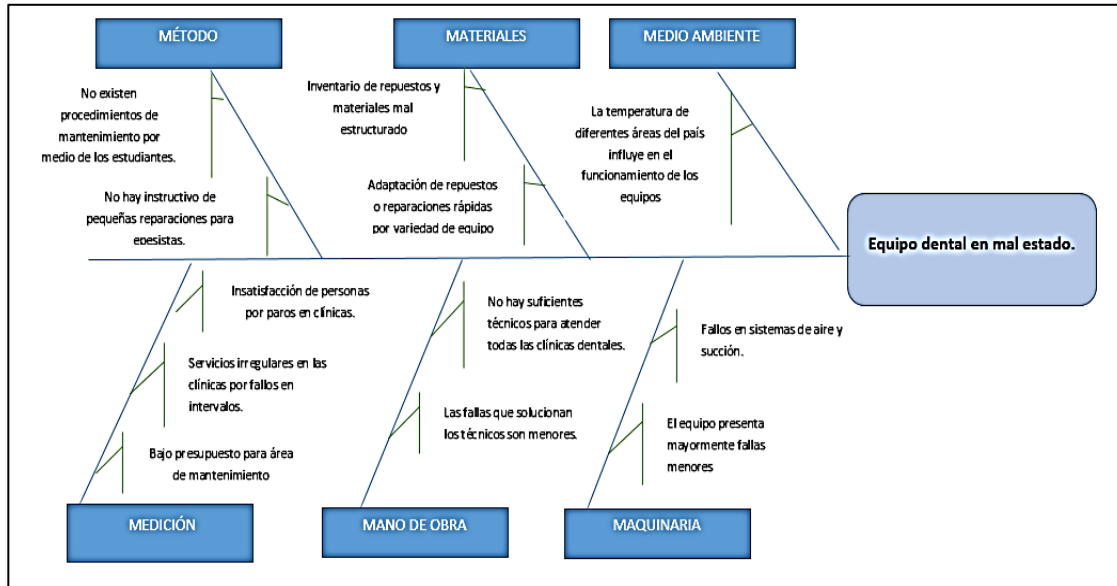 MÉTODO
MATERIALES
MEDIO AMBIENTE
No existen
procedimientos de
mantenimiento por
medio de los estudiantes.
No hay instructivo de
pequeñas reparaciones para
epesistas.
Inventario de repuestos y
materiales mal
estructurado
Adaptación de repuestos
o reparaciones rápidas
por variedad de equipo
La temperatura de
diferentes áreas del país
influye en el
funcionamiento de los
equipos
Equipo dental en mal estado.
Insatisfacción de personas
por paros en clínicas.
Servicios irregulares en las
clínicas por fallos en
intervalos.
Bajo presupuesto para área
de mantenimiento
No hay suficientes
técnicos para atender
todas las clínicas dentales.
Las fallas que solucionan
los técnicos son menores.
Fallos en sistemas de aire y
succión.
El equipo presenta
mayormente fallas
menores
MEDICIÓN
MANO DE OBRA
MAQUINARIA